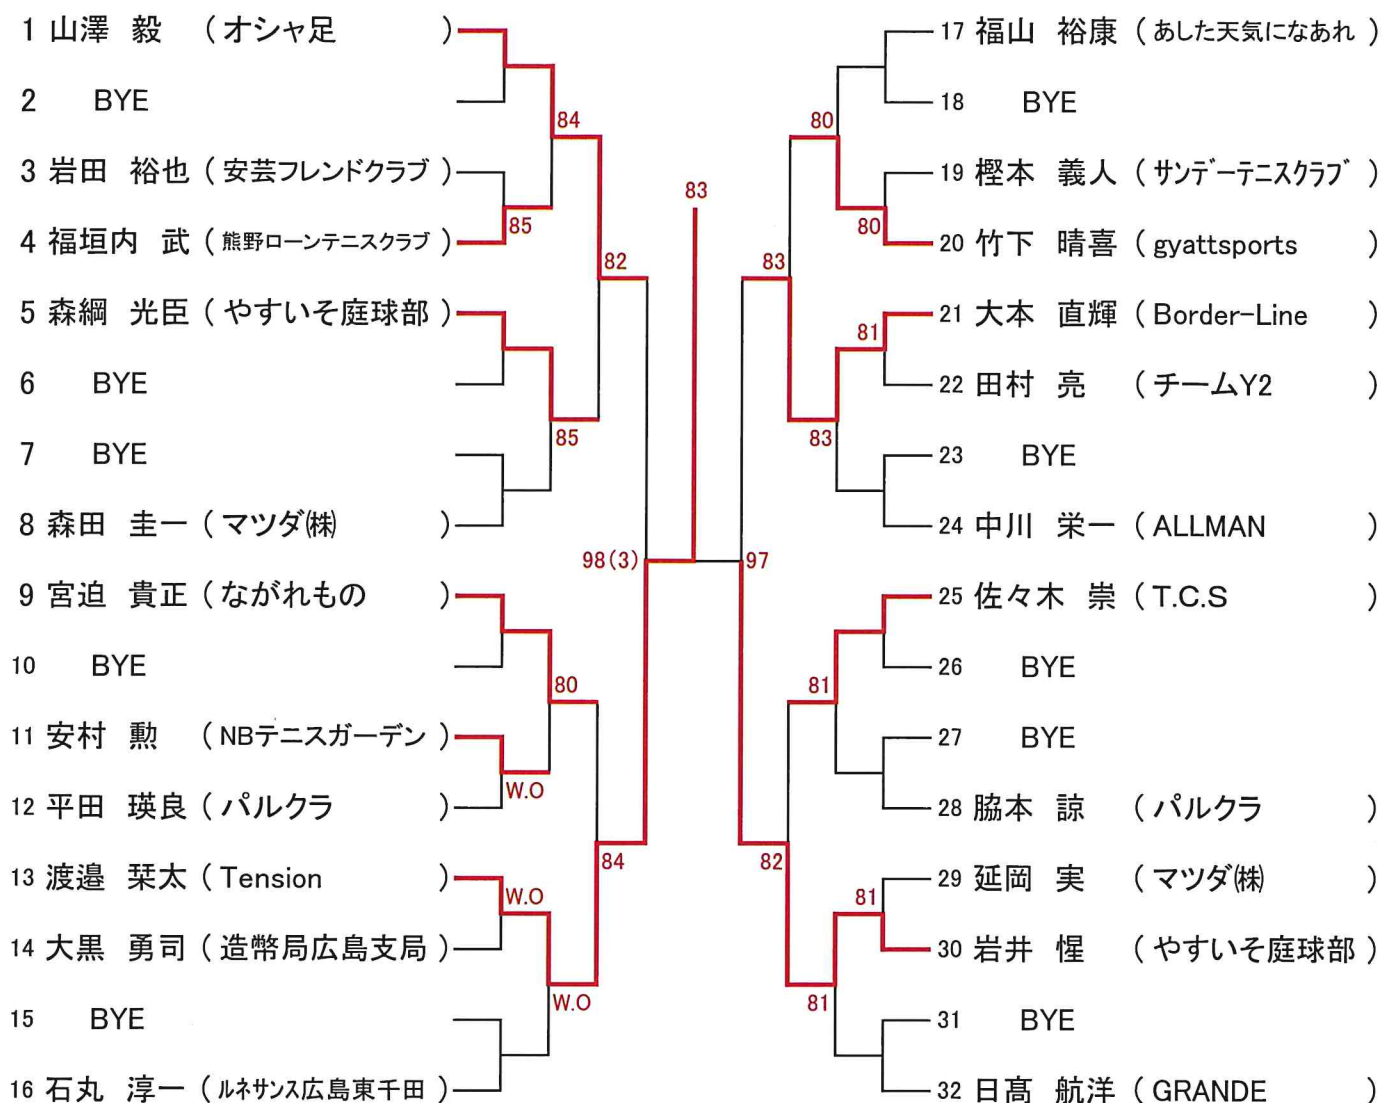 1 山澤 毅 (オシャ足 )
2 BYE
84
3 岩田 裕也 (安芸フレンドクラブ)
85
4 福垣内 武 (熊野ローンテニスクラブ)
82
5 森綱 光臣 (やすいそ庭球部)
6 BYE
85
7 BYE
8 森田 圭一 (マツダ㈱ )
98(3)
9 宮迫 貴正 (ながれもの )
10 BYE
80
11 安村 勲 (NBテニスガーデン)
W.O
12 平田 瑛良 (パルクラ )
84
13 渡邉 栞太 (Tension )
W.O
14 大黒 勇司 (造幣局広島支局)
W.O
15 BYE
16 石丸 淳一 (ルネサンス広島東千田)
83
17 福山 裕康 (あした天気になあれ)
18 BYE
80
19 樫本 義人 (サンデーテニスクラブ)
80
20 竹下 晴喜 (gyattsports )
83
21 大本 直輝 (Border-Line )
81
22 田村 亮 (チームY2 )
83
23 BYE
24 中川 栄一 (ALLMAN )
97
25 佐々木 崇 (T.C.S )
26 BYE
81
27 BYE
28 脇本 諒 (パルクラ )
82
29 延岡 実 (マツダ㈱ )
81
30 岩井 惺 (やすいそ庭球部)
81
31 BYE
32 日髙 航洋 (GRANDE )